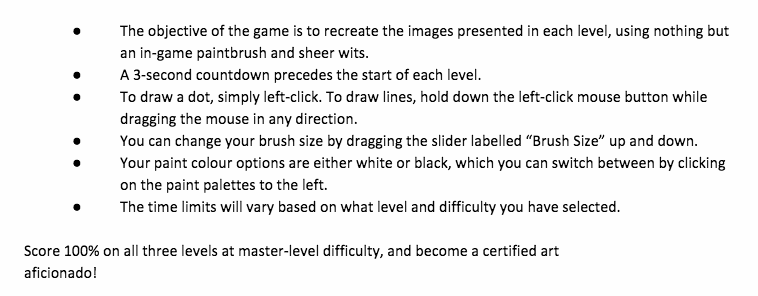 ● The objective of the game is to recreate the images presented in each level, using nothing but
an in-game paintbrush and sheer wits.
● A 3-second countdown precedes the start of each level.
● To draw a dot, simply left-click. To draw lines, hold down the left-click mouse button while
dragging the mouse in any direction.
● You can change your brush size by dragging the slider labelled “Brush Size” up and down.
● Your paint colour options are either white or black, which you can switch between by clicking
on the paint palettes to the left.
● The time limits will vary based on what level and difficulty you have selected.
Score 100% on all three levels at master-level difficulty, and become a certified art
aficionado!